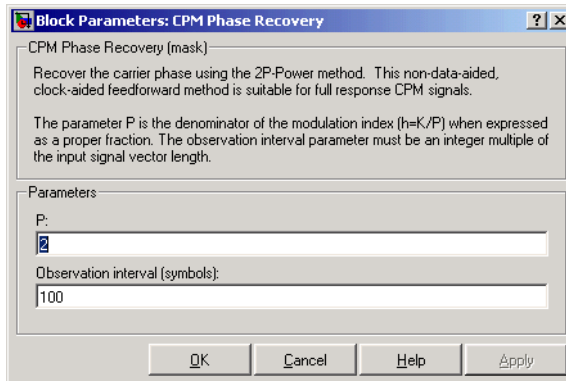 Block Parameters: CPM Phase Recovery
CPM Phase Recovery (mask)
Recover the carrier phase using the 2P-Power method. This non-data-aided,
clock-aided feedforward method is suitable for full response CPM signals.
The parameter P is the denominator of the modulation index (h=K/P) when expressed
as a proper fraction. The observation interval parameter must be an integer multiple of
the input signal vector length.
Parameters
P:
2
Observation interval (symbols):
100
OK Cancel Help Apply